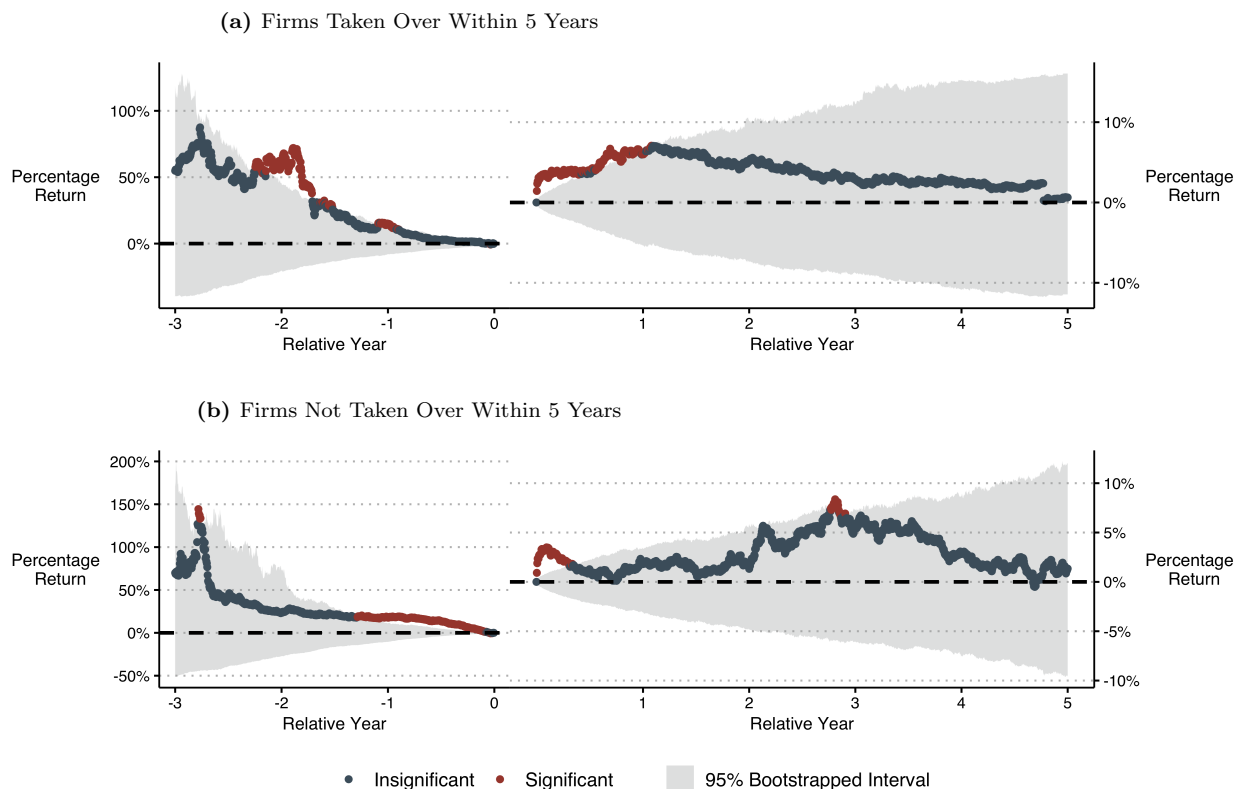 (a) Firms Taken Over Within 5 Years
100%
50%
0%
Percentage
Return
10%
0%
-10%
Percentage
Return
-3 -2 -1 0 1 2 3 4 5
Relative Year Relative Year
(b) Firms Not Taken Over Within 5 Years
200%
150%
100%
50%
0%
-50%
Percentage
Return
10%
5%
0%
-5%
-10%
Percentage
Return
-3 -2 -1 0 1 2 3 4 5
Relative Year Relative Year
Insignificant Significant 95% Bootstrapped Interval